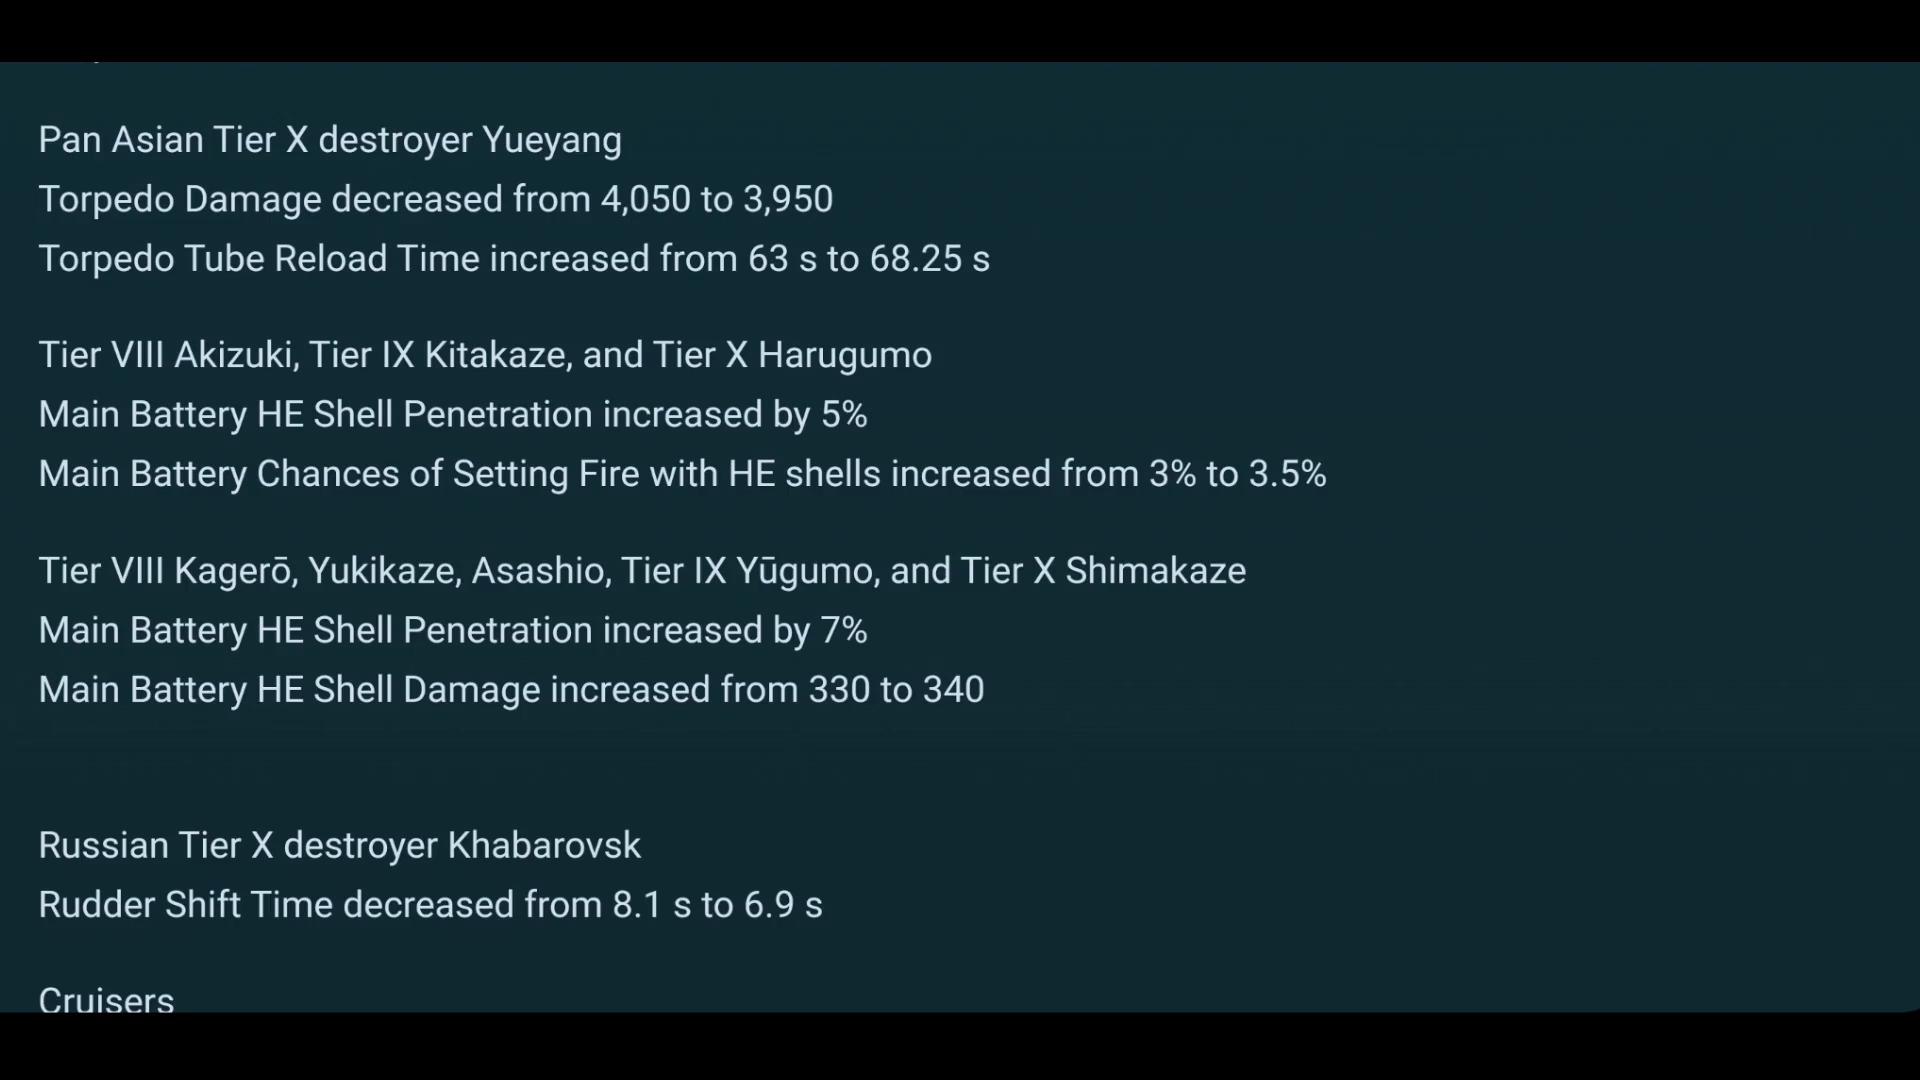 Pan Asian Tier X destroyer Yueyang
Torpedo Damage decreased from 4,050 to 3,950
Torpedo Tube Reload Time increased from 63 s to 68.25 s
Tier VIII Akizuki, Tier IX Kitakaze, and Tier X Harugumo
Main Battery HE Shell Penetration increased by 5%
Main Battery Chances of Setting Fire with HE shells increased from 3% to 3.5%
Tier VIII Kagerō, Yukikaze, Asashio, Tier IX Yūgumo, and Tier X Shimakaze
Main Battery HE Shell Penetration increased by 7%
Main Battery HE Shell Damage increased from 330 to 340
Russian Tier X destroyer Khabarovsk
Rudder Shift Time decreased from 8.1 s to 6.9 s
Cruisers